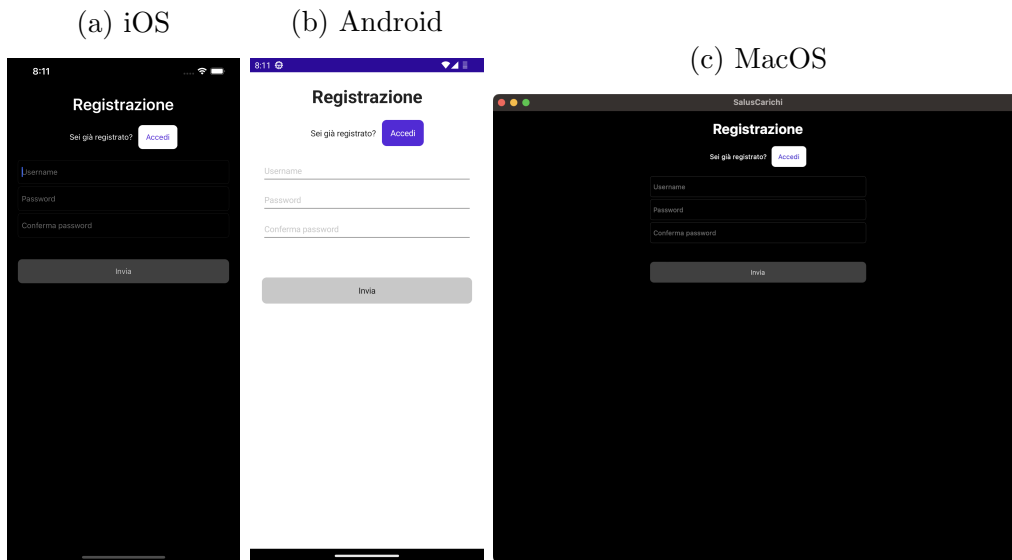 (a) iOS
8:11
Registrazione
Sei già registrato? Accedi
Username
Password
Conferma password
Invia
(b) Android
8:11
Registrazione
Sei già registrato? Accedi
Username
Password
Conferma password
Invia
(c) MacOS
SalusCarichi
Registrazione
Sei già registrato? Accedi
Username
Password
Conferma password
Invia